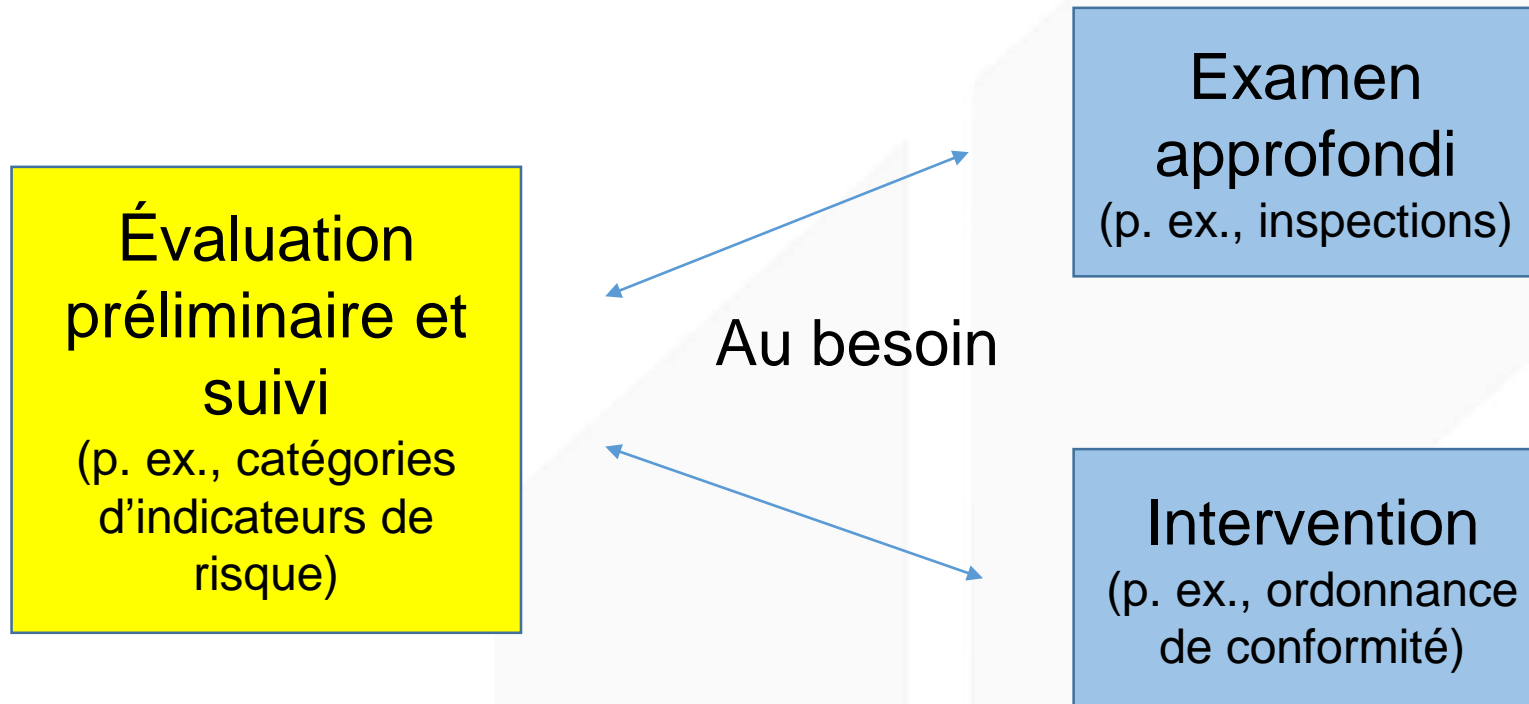 Évaluation
préliminaire et
suivi
(p. ex., catégories
d’indicateurs de
risque)
Au besoin
Examen
approfondi
(p. ex., inspections)
Intervention
(p. ex., ordonnance
de conformité)